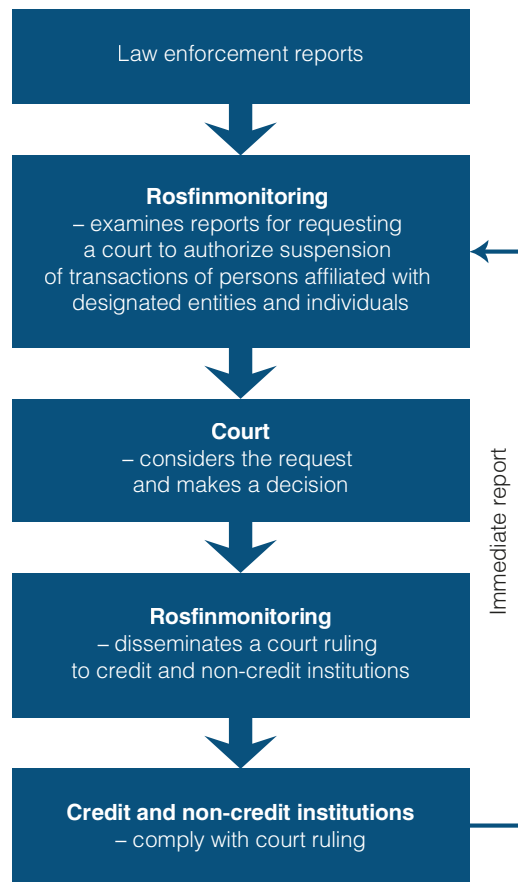 Law enforcement reports
Rosfinmonitoring
– examines reports for requesting
a court to authorize suspension
of transactions of persons affiliated with
designated entities and individuals
Court
– considers the request
and makes a decision
Immediate report
Rosfinmonitoring
– disseminates a court ruling
to credit and non-credit institutions
Credit and non-credit institutions
– comply with court ruling